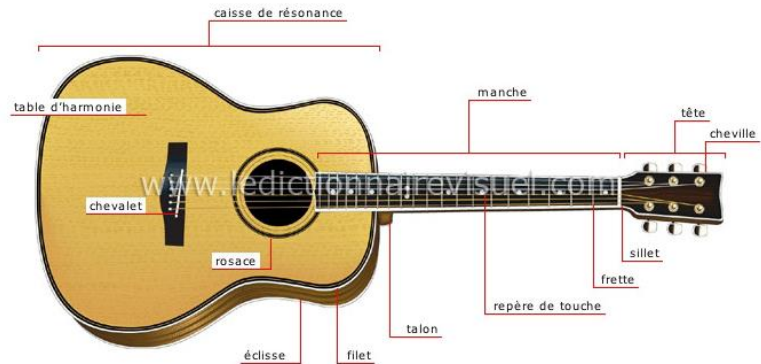 caisse de résonance
manche
tête
table d'harmonie
cheville
www.ledictionnairevisuel.com
chevalet
sillet
rosace
frette
repère de touche
talon
éclisse
filet